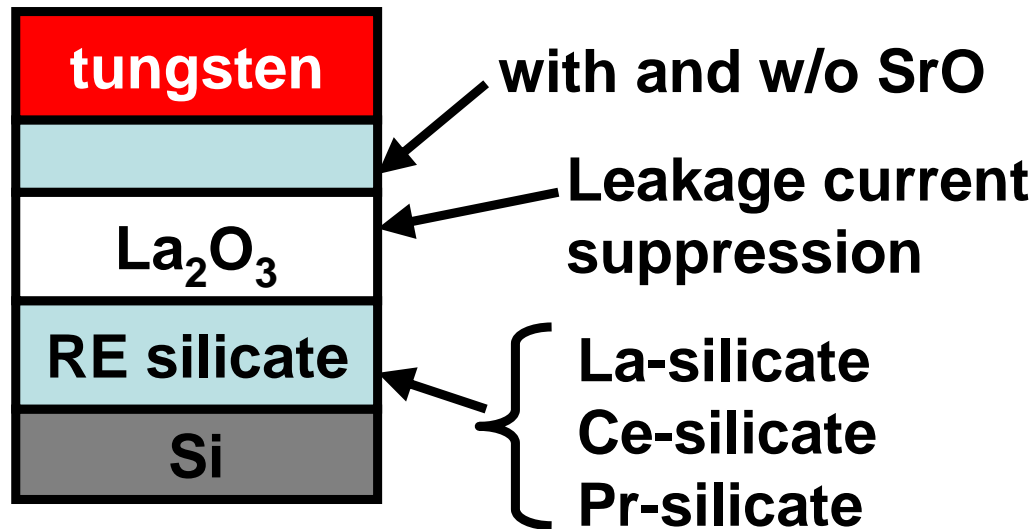 tungsten
with and w/o SrO
Leakage current
suppression
La₂O₃
RE silicate
La-silicate
Ce-silicate
Pr-silicate
Si